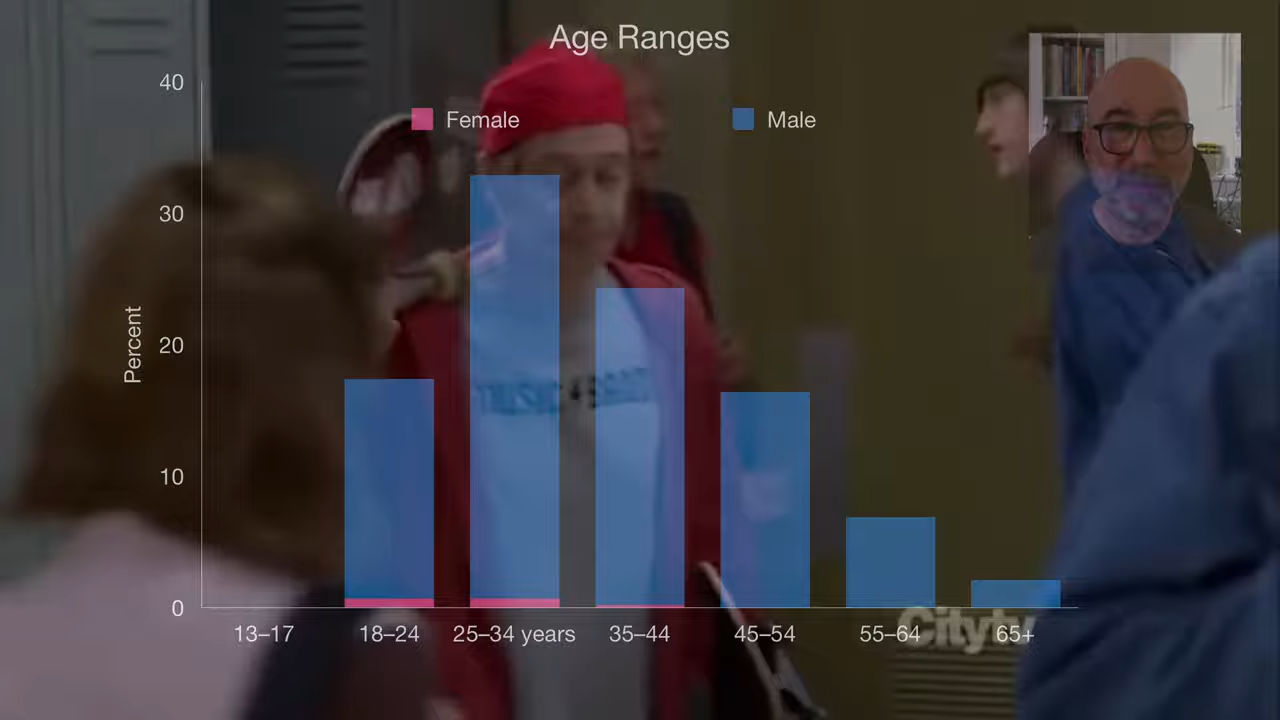 Age Ranges
40
Female
Male
30
20
10
0
Percent
13–17
18–24
25–34 years
35–44
45–54
55–64
65+
Citytv